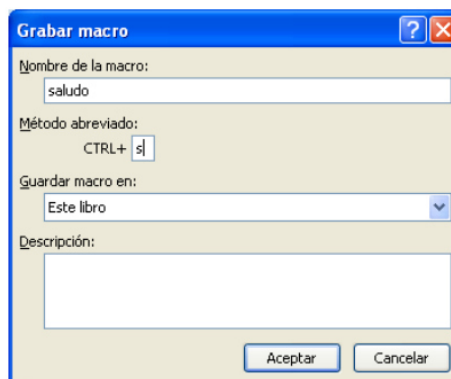 Grabar macro
Nombre de la macro:
saludo
Método abreviado:
CTRL+ s
Guardar macro en:
Este libro
Descripción:
Aceptar Cancelar